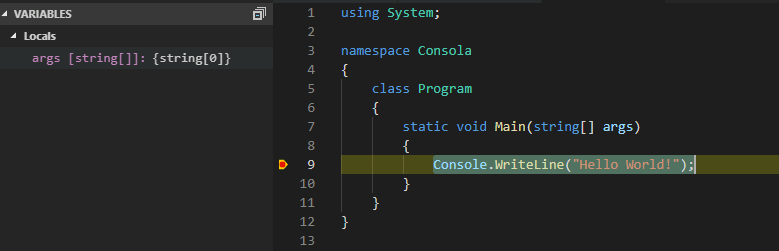 VARIABLES
Locals
args [string[]]: {string[0]}
1 using System;
2
3 namespace Consola
4 {
5 class Program
6 {
7 static void Main(string[] args)
8 {
9 Console.WriteLine("Hello World!");
10 }
11 }
12 }
13